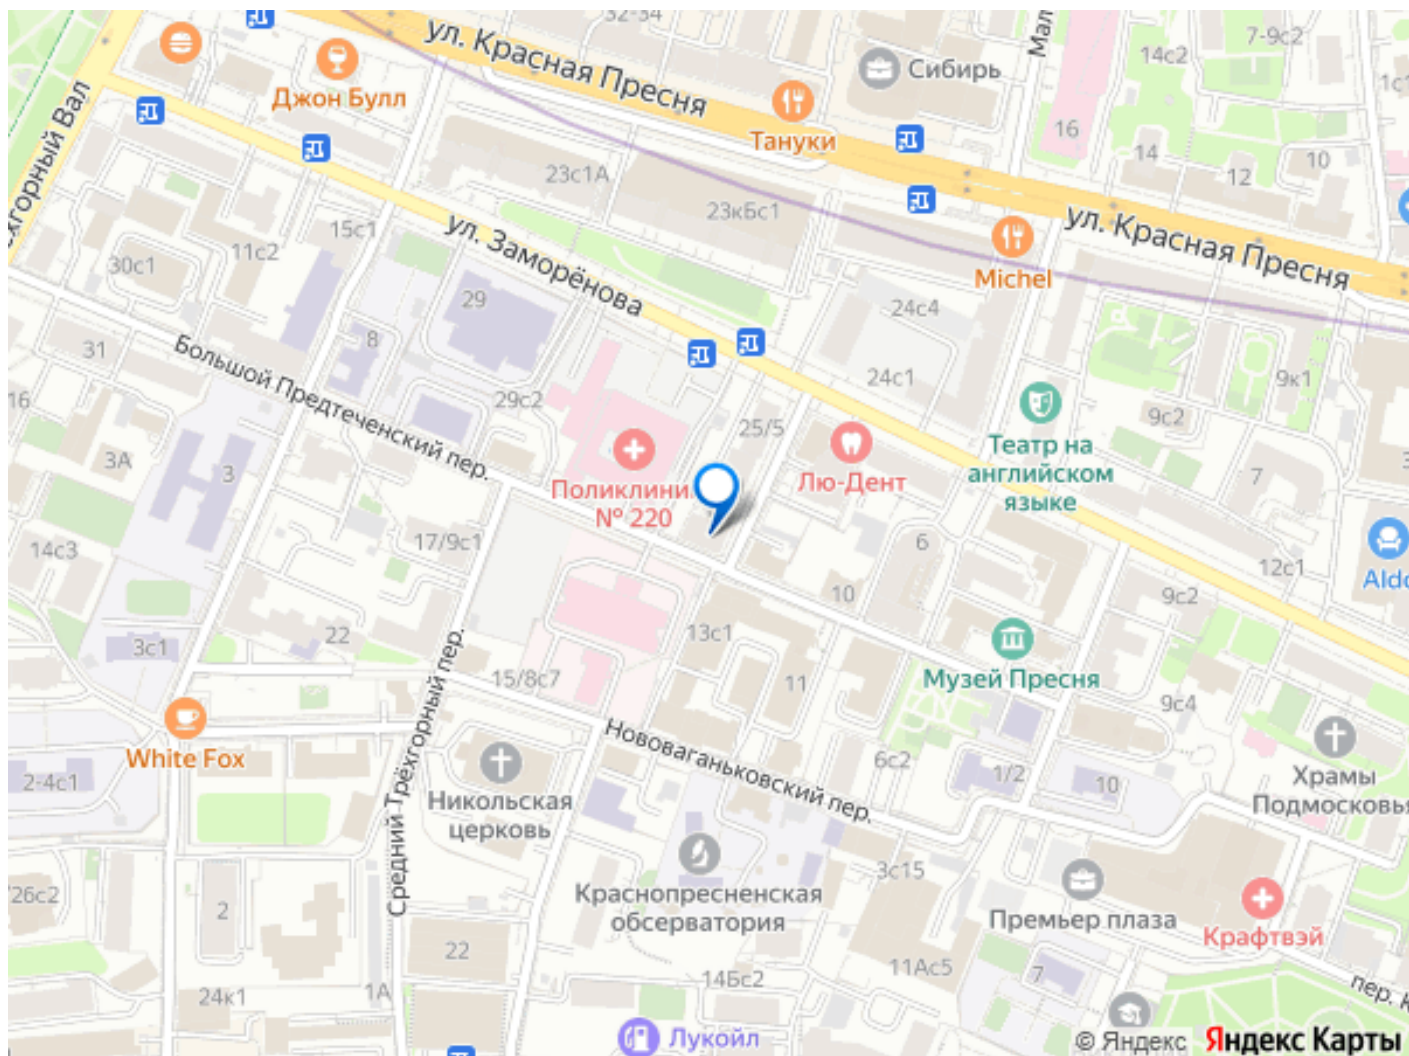 32-34
ул. Красная Пресня
Джон Булл
Сибирь
Тануки
14с2
7-9с2
16
14
12
10
23с1А
23кБс1
ул. Красная Пресня
Michel
15с1
11с2
30с1
ул. Заморёнова
29
8
31
Большой Предтеченский пер.
29с2
24с4
24с1
9к1
9с2
7
25/5
Лю-Дент
Театр на
английском
языке
Поликлини
№ 220
16
3А
3
14с3
17/9с1
6
12с1
Aldo
10
9с2
13с1
22
3с1
Музей Пресня
15/8с7
11
9с4
Средний Трёхгорный пер.
White Fox
Нововаганьковский пер.
6с2
1/2
10
Храмы
Подмосковья
2-4с1
Никольская
церковь
Краснопресненская
обсерватория
3с15
Премьер плаза
Крафтвэй
/26с2
2
22
14Бс2
11Ас5
7
24к1
1А
Лукойл
© Яндекс Яндекс Карты